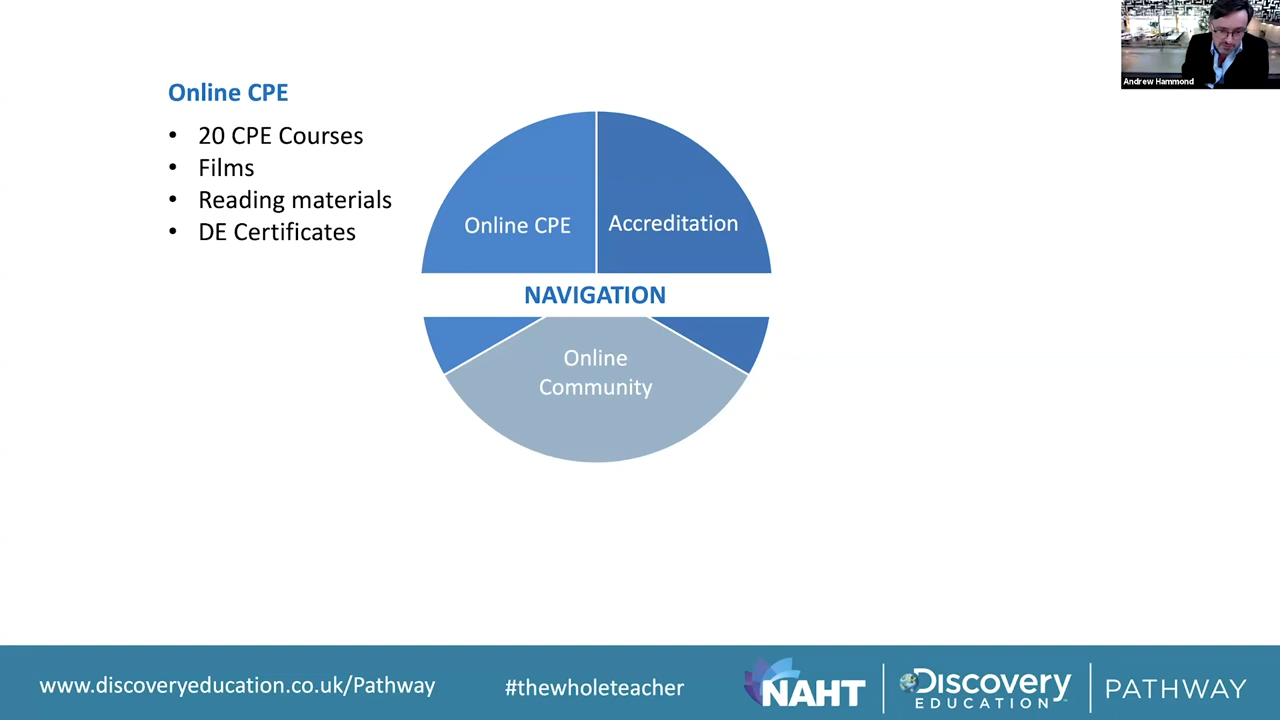 Andrew Hammond
Online CPE
• 20 CPE Courses
• Films
• Reading materials
• DE Certificates
Online CPE
Accreditation
NAVIGATION
Online
Community
www.discoveryeducation.co.uk/Pathway
#thewholeteacher
NAHT
Discovery
EDUCATION
PATHWAY